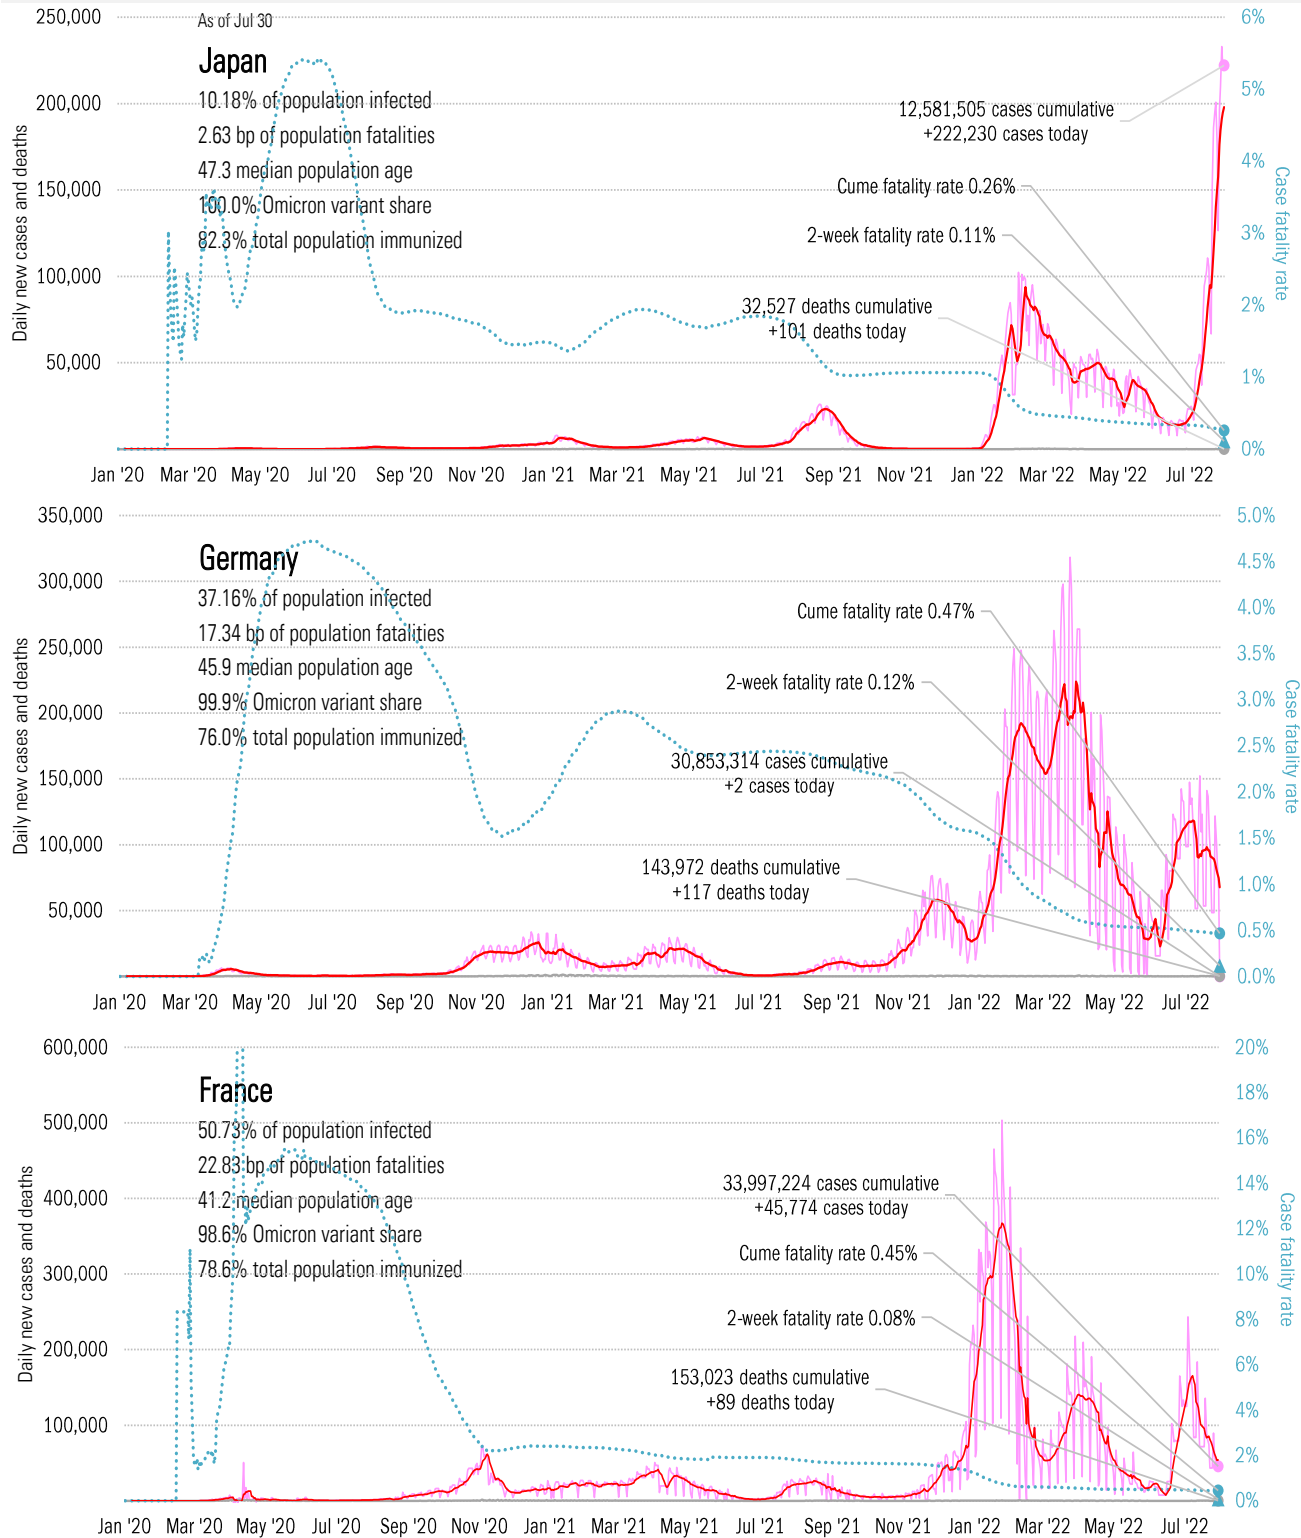 As of Jul 30
Japan
10.18% of population infected
2.63 bp of population fatalities
47.3 median population age
100.0% Omicron variant share
82.3% total population immunized
250,000
200,000
150,000
100,000
50,000
Daily new cases and deaths
12,581,505 cases cumulative
+222,230 cases today
Cume fatality rate 0.26%
2-week fatality rate 0.11%
32,527 deaths cumulative
+101 deaths today
6%
5%
4%
3%
2%
1%
0%
Case fatality rate
Jan '20 Mar '20 May '20 Jul '20 Sep '20 Nov '20 Jan '21 Mar '21 May '21 Jul '21 Sep '21 Nov '21 Jan '22 Mar '22 May '22 Jul '22
Germany
37.16% of population infected
17.34 bp of population fatalities
45.9 median population age
99.9% Omicron variant share
76.0% total population immunized
350,000
300,000
250,000
200,000
150,000
100,000
50,000
Daily new cases and deaths
Cume fatality rate 0.47%
2-week fatality rate 0.12%
30,853,314 cases cumulative
+2 cases today
143,972 deaths cumulative
+117 deaths today
5.0%
4.5%
4.0%
3.5%
3.0%
2.5%
2.0%
1.5%
1.0%
0.5%
0.0%
Case fatality rate
Jan '20 Mar '20 May '20 Jul '20 Sep '20 Nov '20 Jan '21 Mar '21 May '21 Jul '21 Sep '21 Nov '21 Jan '22 Mar '22 May '22 Jul '22
France
50.73% of population infected
22.83 bp of population fatalities
41.2 median population age
98.6% Omicron variant share
78.6% total population immunized
600,000
500,000
400,000
300,000
200,000
100,000
Daily new cases and deaths
33,997,224 cases cumulative
+45,774 cases today
Cume fatality rate 0.45%
2-week fatality rate 0.08%
153,023 deaths cumulative
+89 deaths today
20%
18%
16%
14%
12%
10%
8%
6%
4%
2%
0%
Case fatality rate
Jan '20 Mar '20 May '20 Jul '20 Sep '20 Nov '20 Jan '21 Mar '21 May '21 Jul '21 Sep '21 Nov '21 Jan '22 Mar '22 May '22 Jul '22